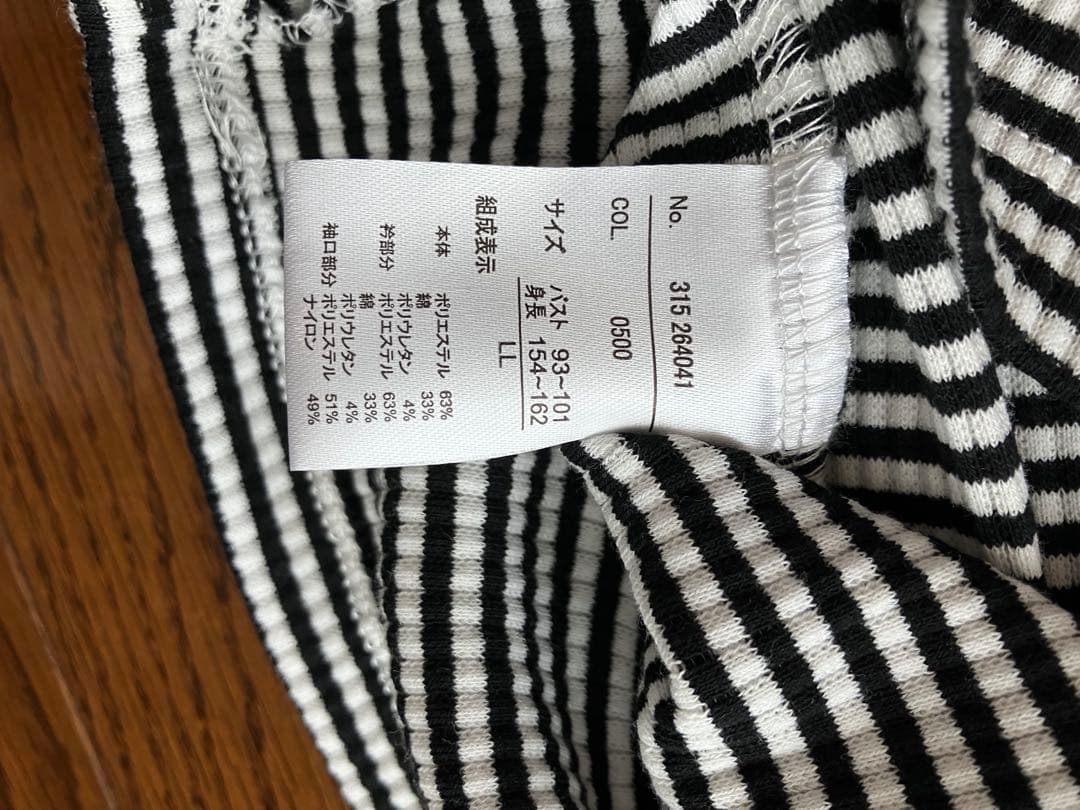 No. 315 264041
COL. 0500
サイズ バスト 93~101
身長 154~162
LL
組成表示
本体 ポリエステル 63%
綿 33%
ポリウレタン 4%
衿部分 ポリエステル 63%
綿 33%
ポリウレタン 4%
袖口部分 ポリエステル 51%
ナイロン 49%